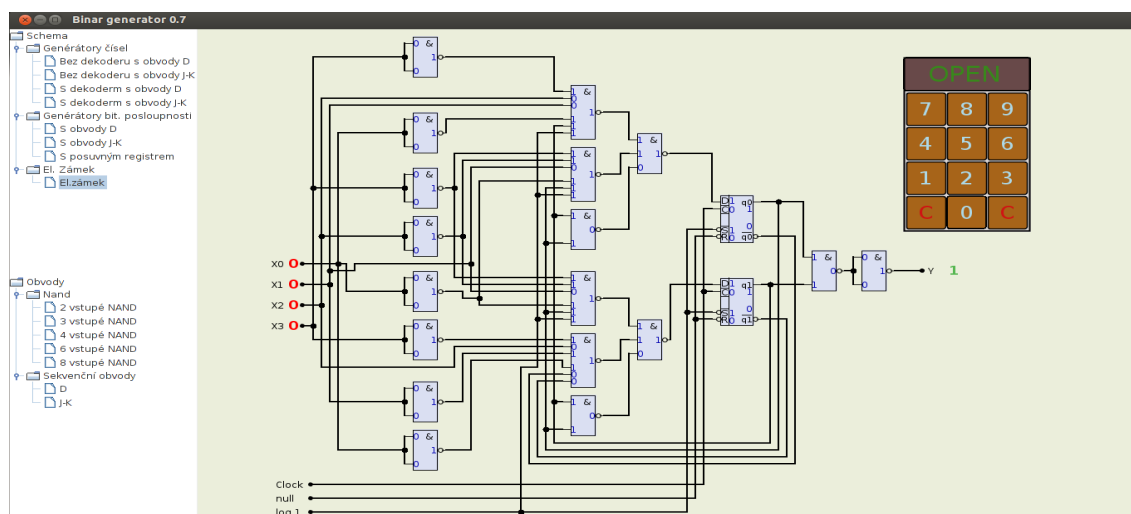 Binar generator 0.7
Schema
Genérátory čísel
Bez dekoderu s obvody D
Bez dekoderu s obvody J-K
S dekoderm s obvody D
S dekoderm s obvody J-K
Genérátory bit. posloupnosti
S obvody D
S obvody J-K
S posuvným registrem
El. Zámek
El.zámek
Obvody
Nand
2 vstupé NAND
3 vstupé NAND
4 vstupé NAND
6 vstupé NAND
8 vstupé NAND
Sekvenční obvody
D
J-K
X0 0
X1 0
X2 0
X3 0
Clock
null
log 1
Y 1
OPEN
7 8 9
4 5 6
1 2 3
C 0 C